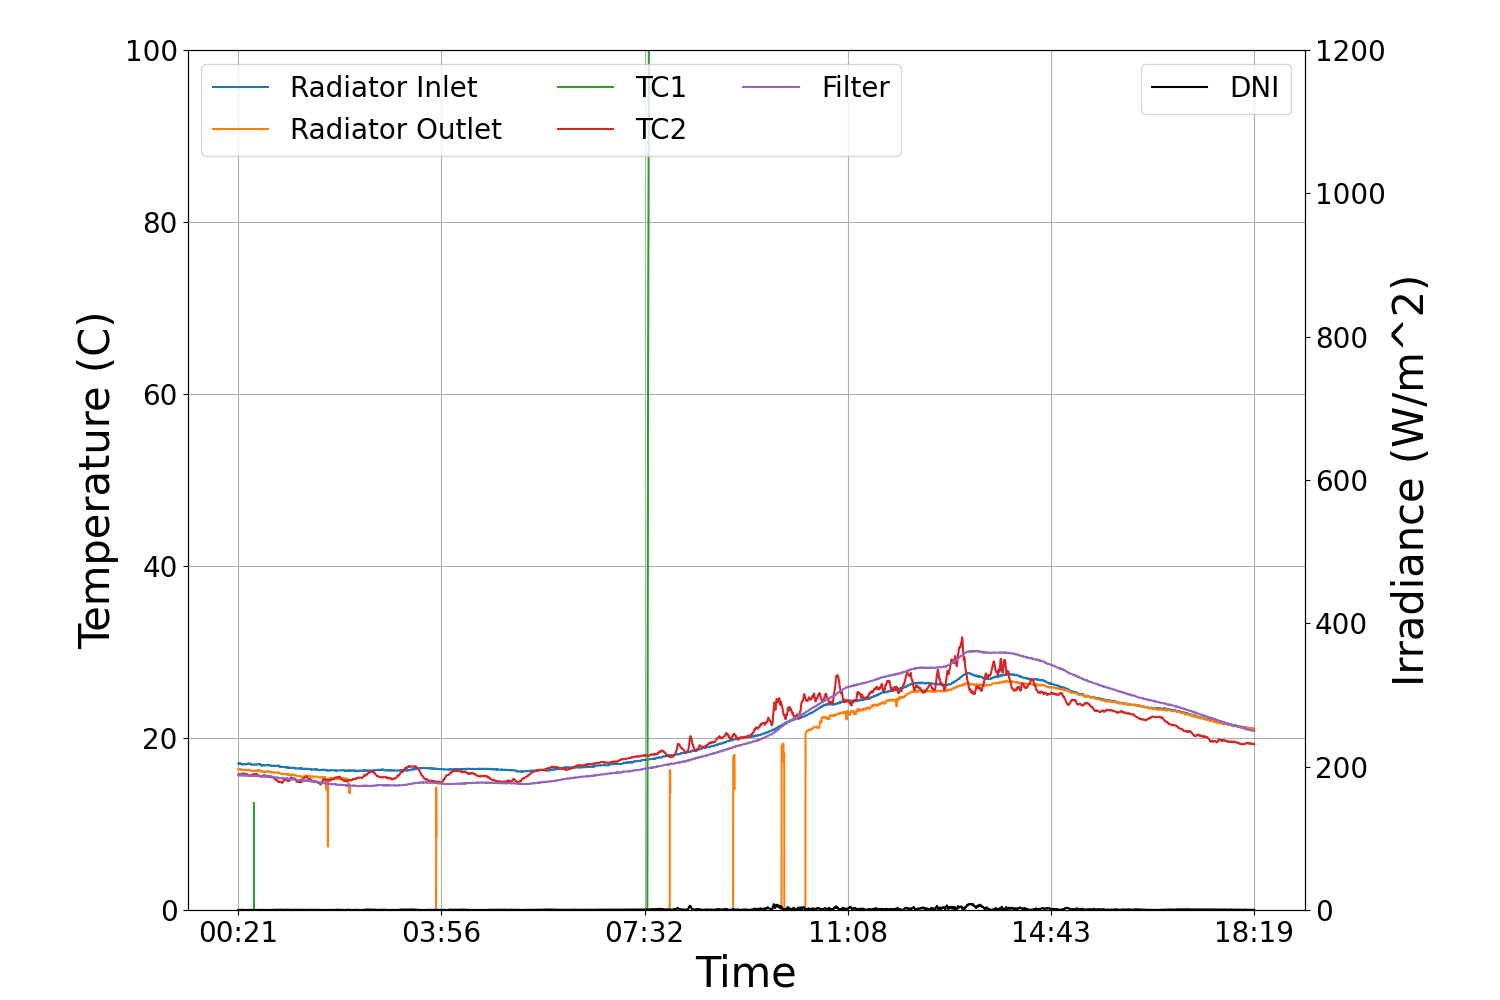 Radiator Inlet
Radiator Outlet
TC1
TC2
Filter
DNI
Temperature (C)
100
80
60
40
20
0
Irradiance (W/m^2)
1200
1000
800
600
400
200
0
00:21 03:56 07:32 11:08 14:43 18:19
Time